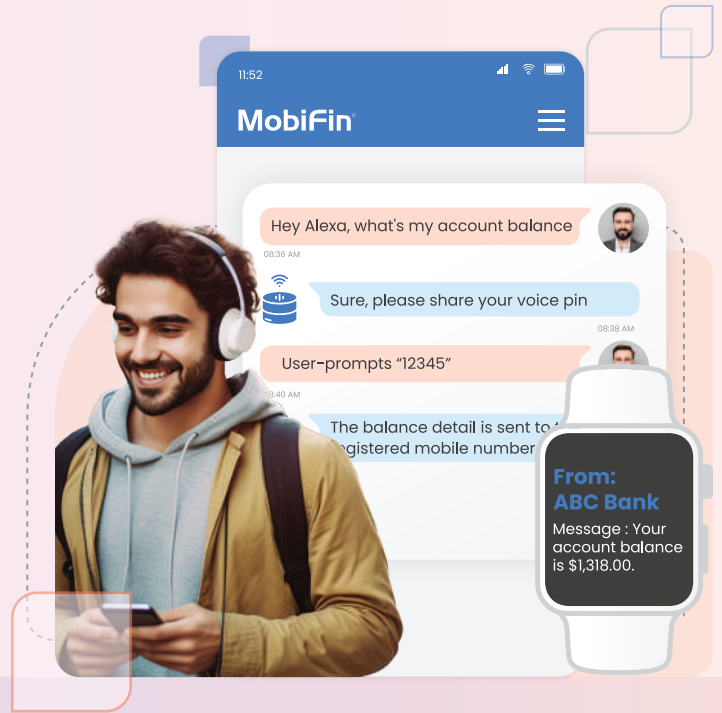 11:52
MobiFin
Hey Alexa, what's my account balance
08:36 AM
Sure, please share your voice pin
08:38 AM
User-prompts “12345”
The balance detail is sent to
mobile number
From:
ABC Bank
Message : Your
account balance
is $1,318.00.